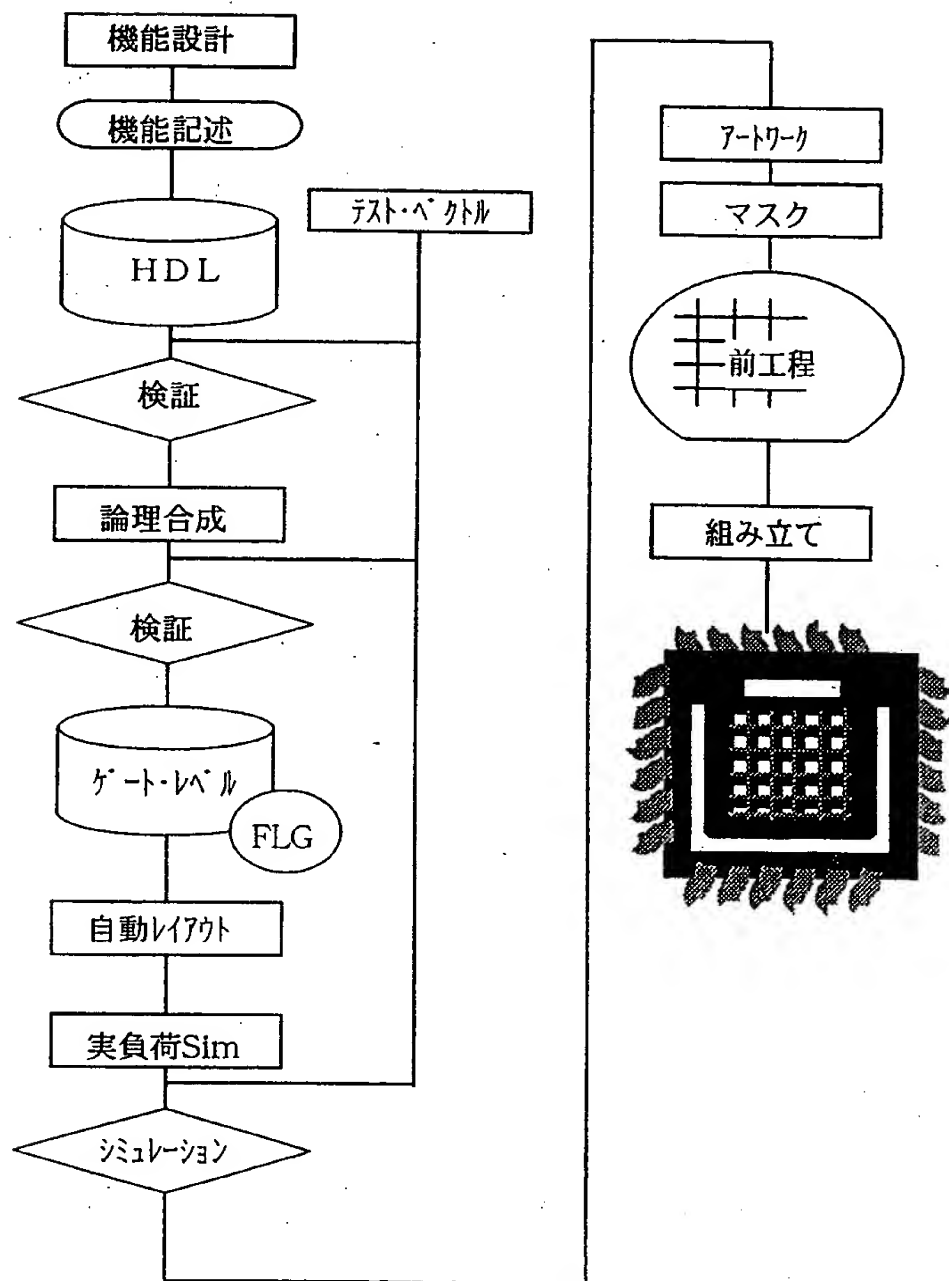 機能設計
機能記述
HDL
テスト・ベクトル
検証
論理合成
検証
ゲート・レベル
FLG
自動レイアウト
実負荷Sim
シミュレーション
アートワーク
マスク
前工程
組み立て